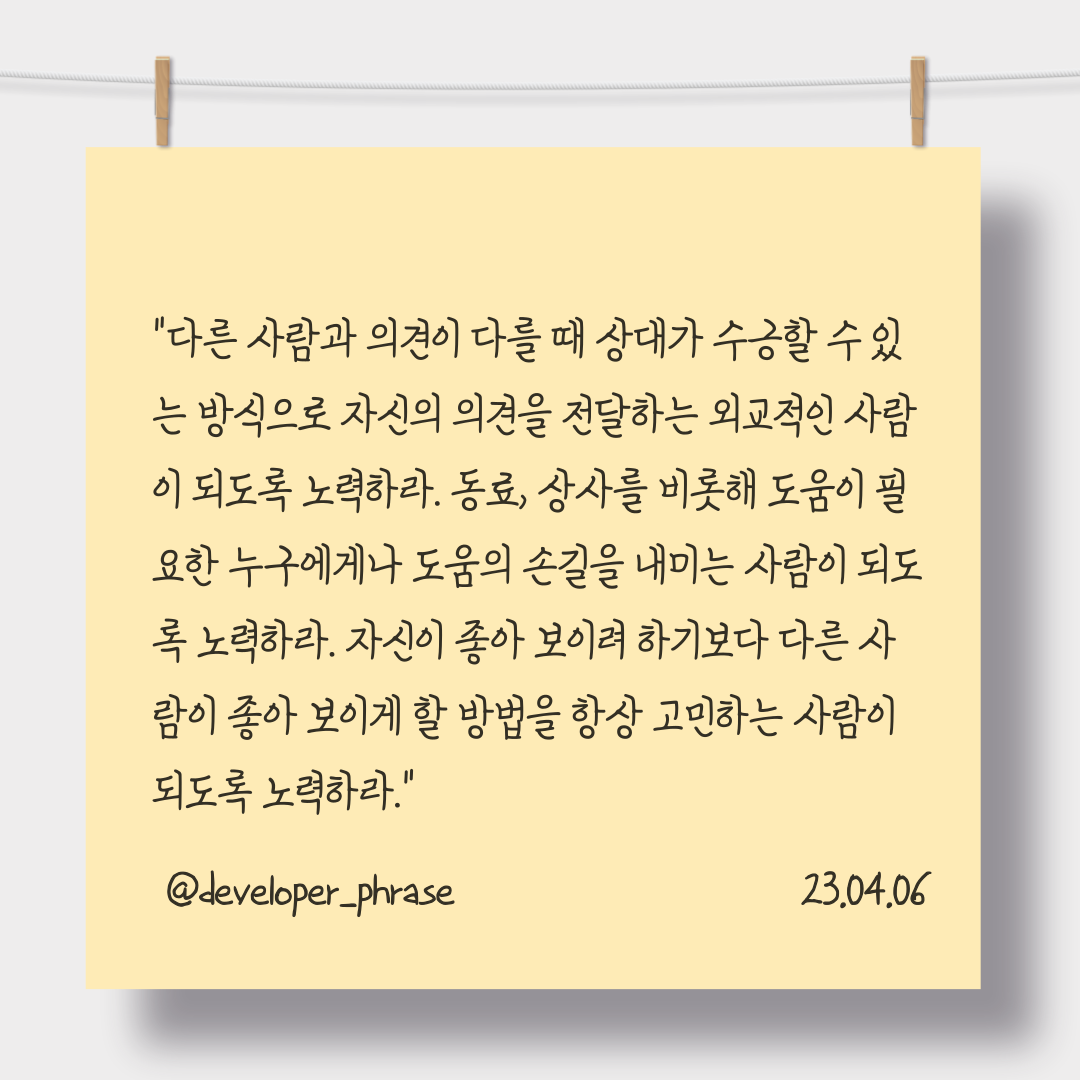 "다른 사람과 의견이 다를 때 상대가 수긍할 수 있
는 방식으로 자신의 의견을 전달하는 외교적인 사람
이 되도록 노력하라. 동료, 상사를 비롯해 도움이 필
요한 누구에게나 도움의 손길을 내미는 사람이 되도
록 노력하라. 자신이 좋아 보이려 하기보다 다른 사
람이 좋아 보이게 할 방법을 항상 고민하는 사람이
되도록 노력하라."
@developer_phrase 23.04.06